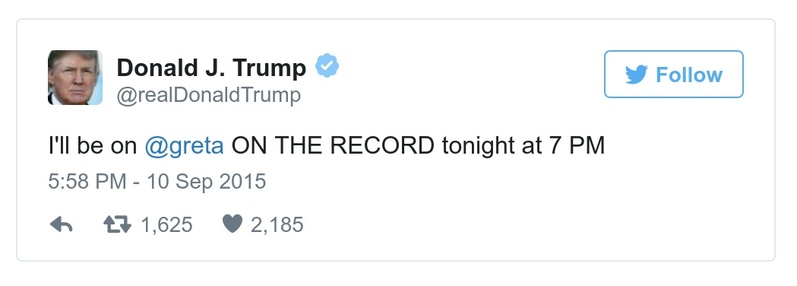 Donald J. Trump
@realDonaldTrump
Follow
I'll be on @greta ON THE RECORD tonight at 7 PM
5:58 PM - 10 Sep 2015
1,625 2,185